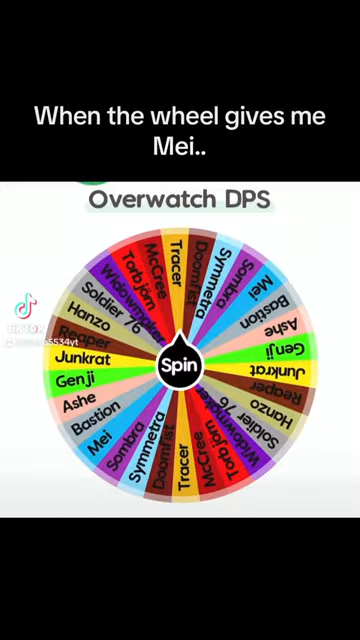 When the wheel gives me
Mei..
Overwatch DPS
Tracer
Doomfist
Symmetra
Sombra
Mei
Bastion
Ashe
Genji
Junkrat
Reaper
Hanzo
Soldier 76
Widowmaker
Torbjörn
McCree
Tracer
Doomfist
Symmetra
Sombra
Mei
Bastion
Ashe
Genji
Junkrat
Reaper
Hanzo
Soldier 76
Widowmaker
Torbjörn
McCree
Spin
TikTok